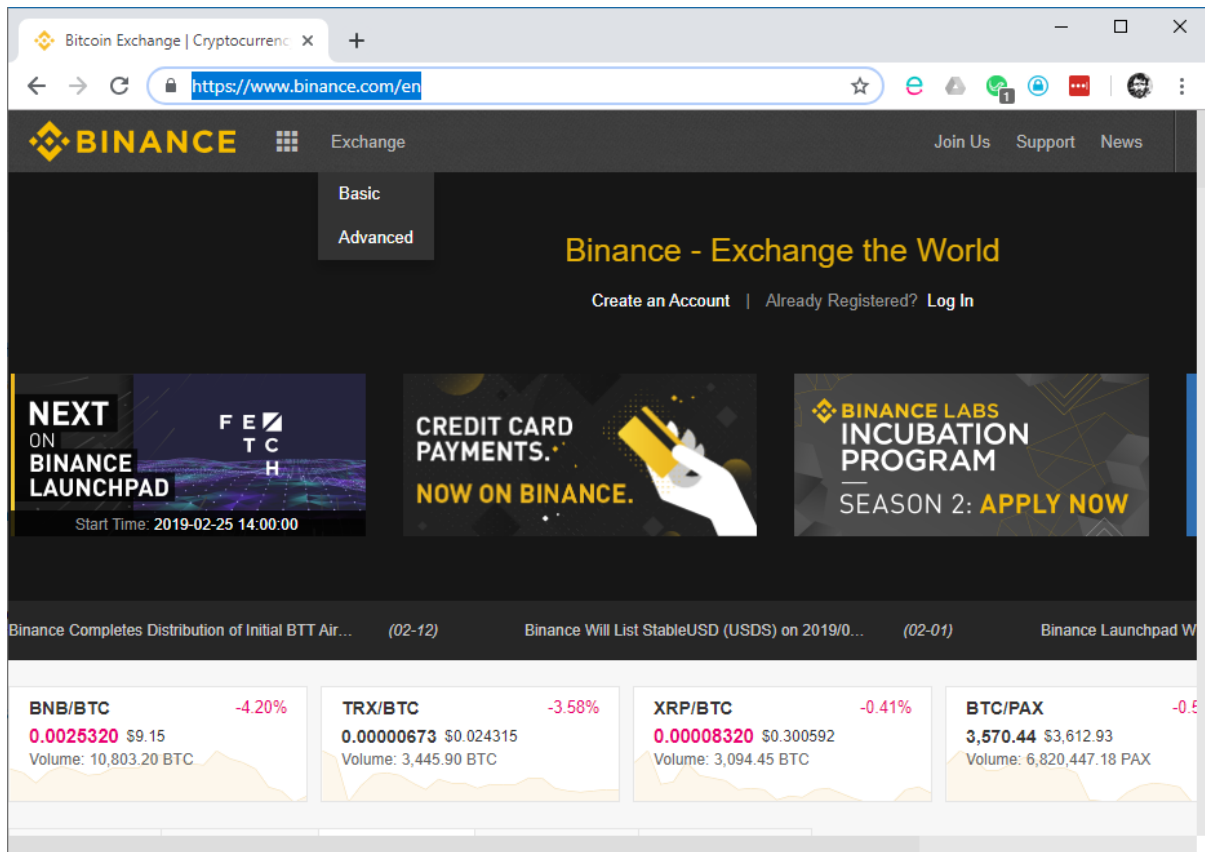 Bitcoin Exchange | Cryptocurrenc
https://www.binance.com/en
1
BINANCE Exchange Join Us Support News
Basic
Advanced
Binance - Exchange the World
Create an Account | Already Registered? Log In
NEXT
ON
BINANCE
LAUNCHPAD
FETCH
Start Time: 2019-02-25 14:00:00
CREDIT CARD
PAYMENTS.
NOW ON BINANCE.
BINANCE LABS
INCUBATION
PROGRAM
SEASON 2: APPLY NOW
Binance Completes Distribution of Initial BTT Air... (02-12) Binance Will List StableUSD (USDS) on 2019/0... (02-01) Binance Launchpad W
BNB/BTC -4.20%
0.0025320 $9.15
Volume: 10,803.20 BTC
TRX/BTC -3.58%
0.00000673 $0.024315
Volume: 3,445.90 BTC
XRP/BTC -0.41%
0.00008320 $0.300592
Volume: 3,094.45 BTC
BTC/PAX -0.5
3,570.44 $3,612.93
Volume: 6,820,447.18 PAX